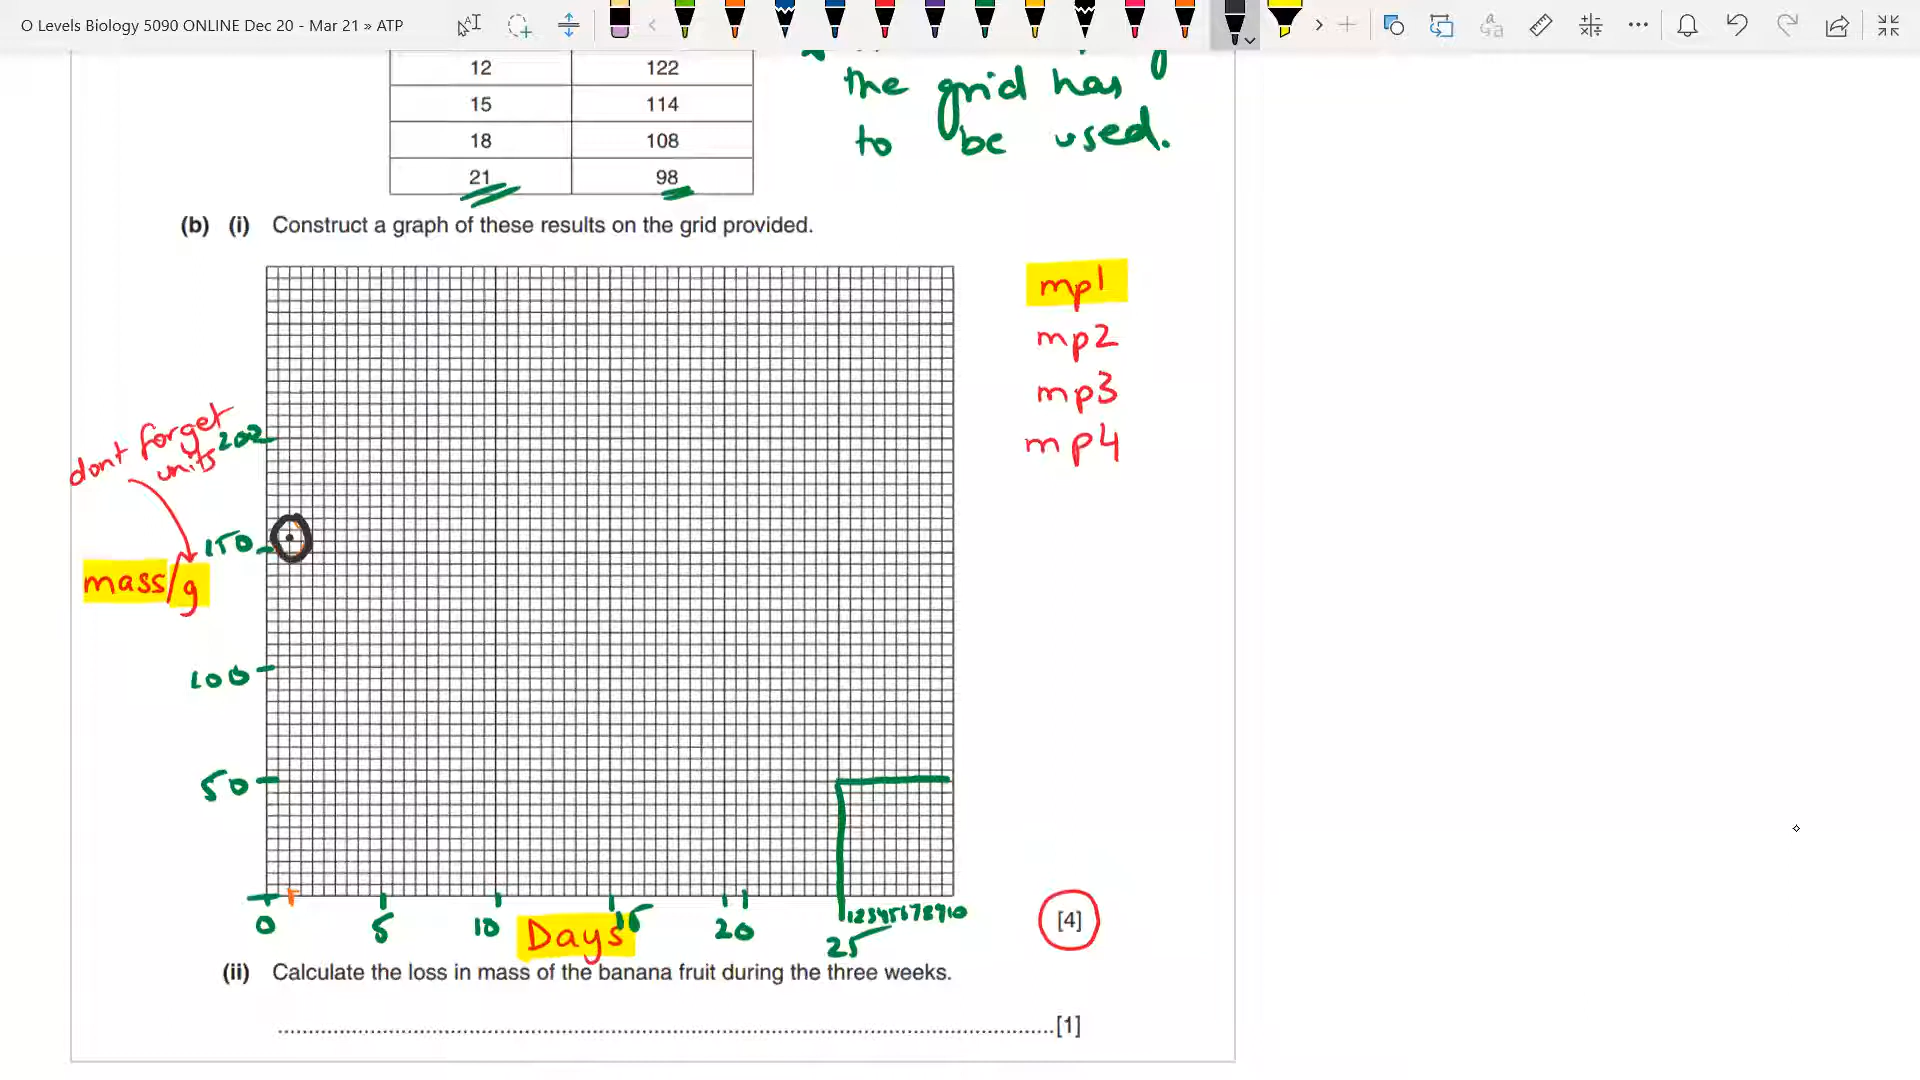 O Levels Biology 5090 ONLINE Dec 20 - Mar 21 » ATP
12 122
15 114
18 108
21 98
the grid has
to be used.
(b) (i) Construct a graph of these results on the grid provided.
mp1
mp2
mp3
mp4
dont forget
units
200
150
mass/g
100
50
0 5 10 15 20 25
12345678910
Days
[4]
(ii) Calculate the loss in mass of the banana fruit during the three weeks.
[1]